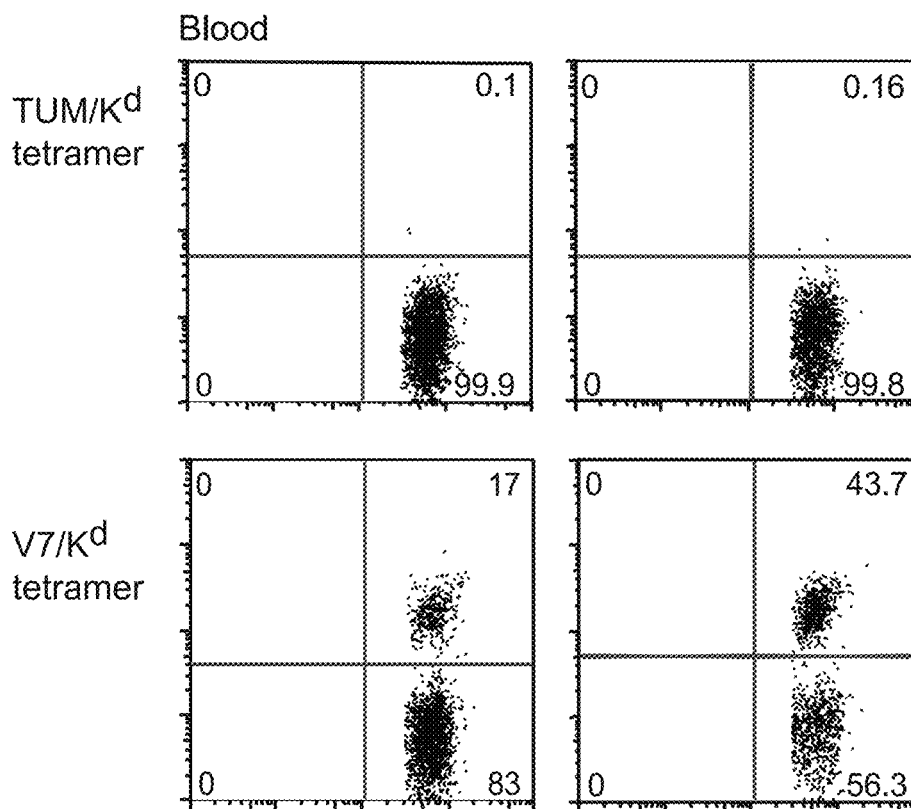 Blood
TUM/Kd
tetramer
0 0.1
0 99.9
0 0.16
0 99.8
V7/Kd
tetramer
0 17
0 83
0 43.7
0 56.3